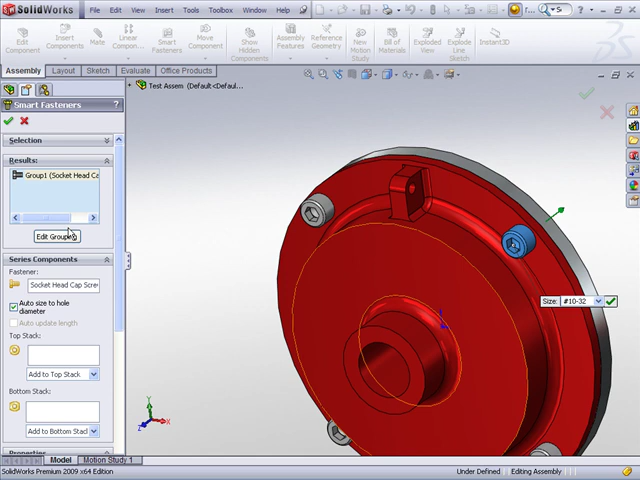 SolidWorks
File Edit View Insert Tools Toolbox Window Help
Edit Component
Insert Components
Mate
Linear Compon...
Smart Fasteners
Move Component
Show Hidden Components
Assembly Features
Reference Geometry
New Motion Study
Bill of Materials
Exploded View
Explode Line Sketch
Instant3D
Assembly Layout Sketch Evaluate Office Products
Test Assem (Default<Defaul...
Smart Fasteners
?
Selection
Results:
Group1 (Socket Head Ca
Edit Grouping
Series Components
Fastener:
Socket Head Cap Screw
Auto size to hole diameter
Auto update length
Top Stack:
Add to Top Stack
Bottom Stack:
Add to Bottom Stack
Properties
Size: #10-32
Y
X
Z
Model Motion Study 1
SolidWorks Premium 2009 x64 Edition
Under Defined Editing Assembly